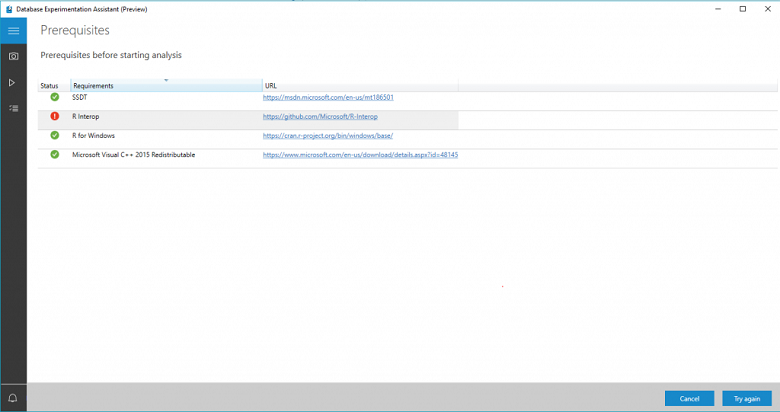 Database Experimentation Assistant (Preview)
Prerequisites
Prerequisites before starting analysis
Status Requirements URL
SSDT https://msdn.microsoft.com/en-us/mt186501
R Interop https://github.com/Microsoft/R-Interop
R for Windows https://cran.r-project.org/bin/windows/base/
Microsoft Visual C++ 2015 Redistributable https://www.microsoft.com/en-us/download/details.aspx?id=48145
Cancel Try again